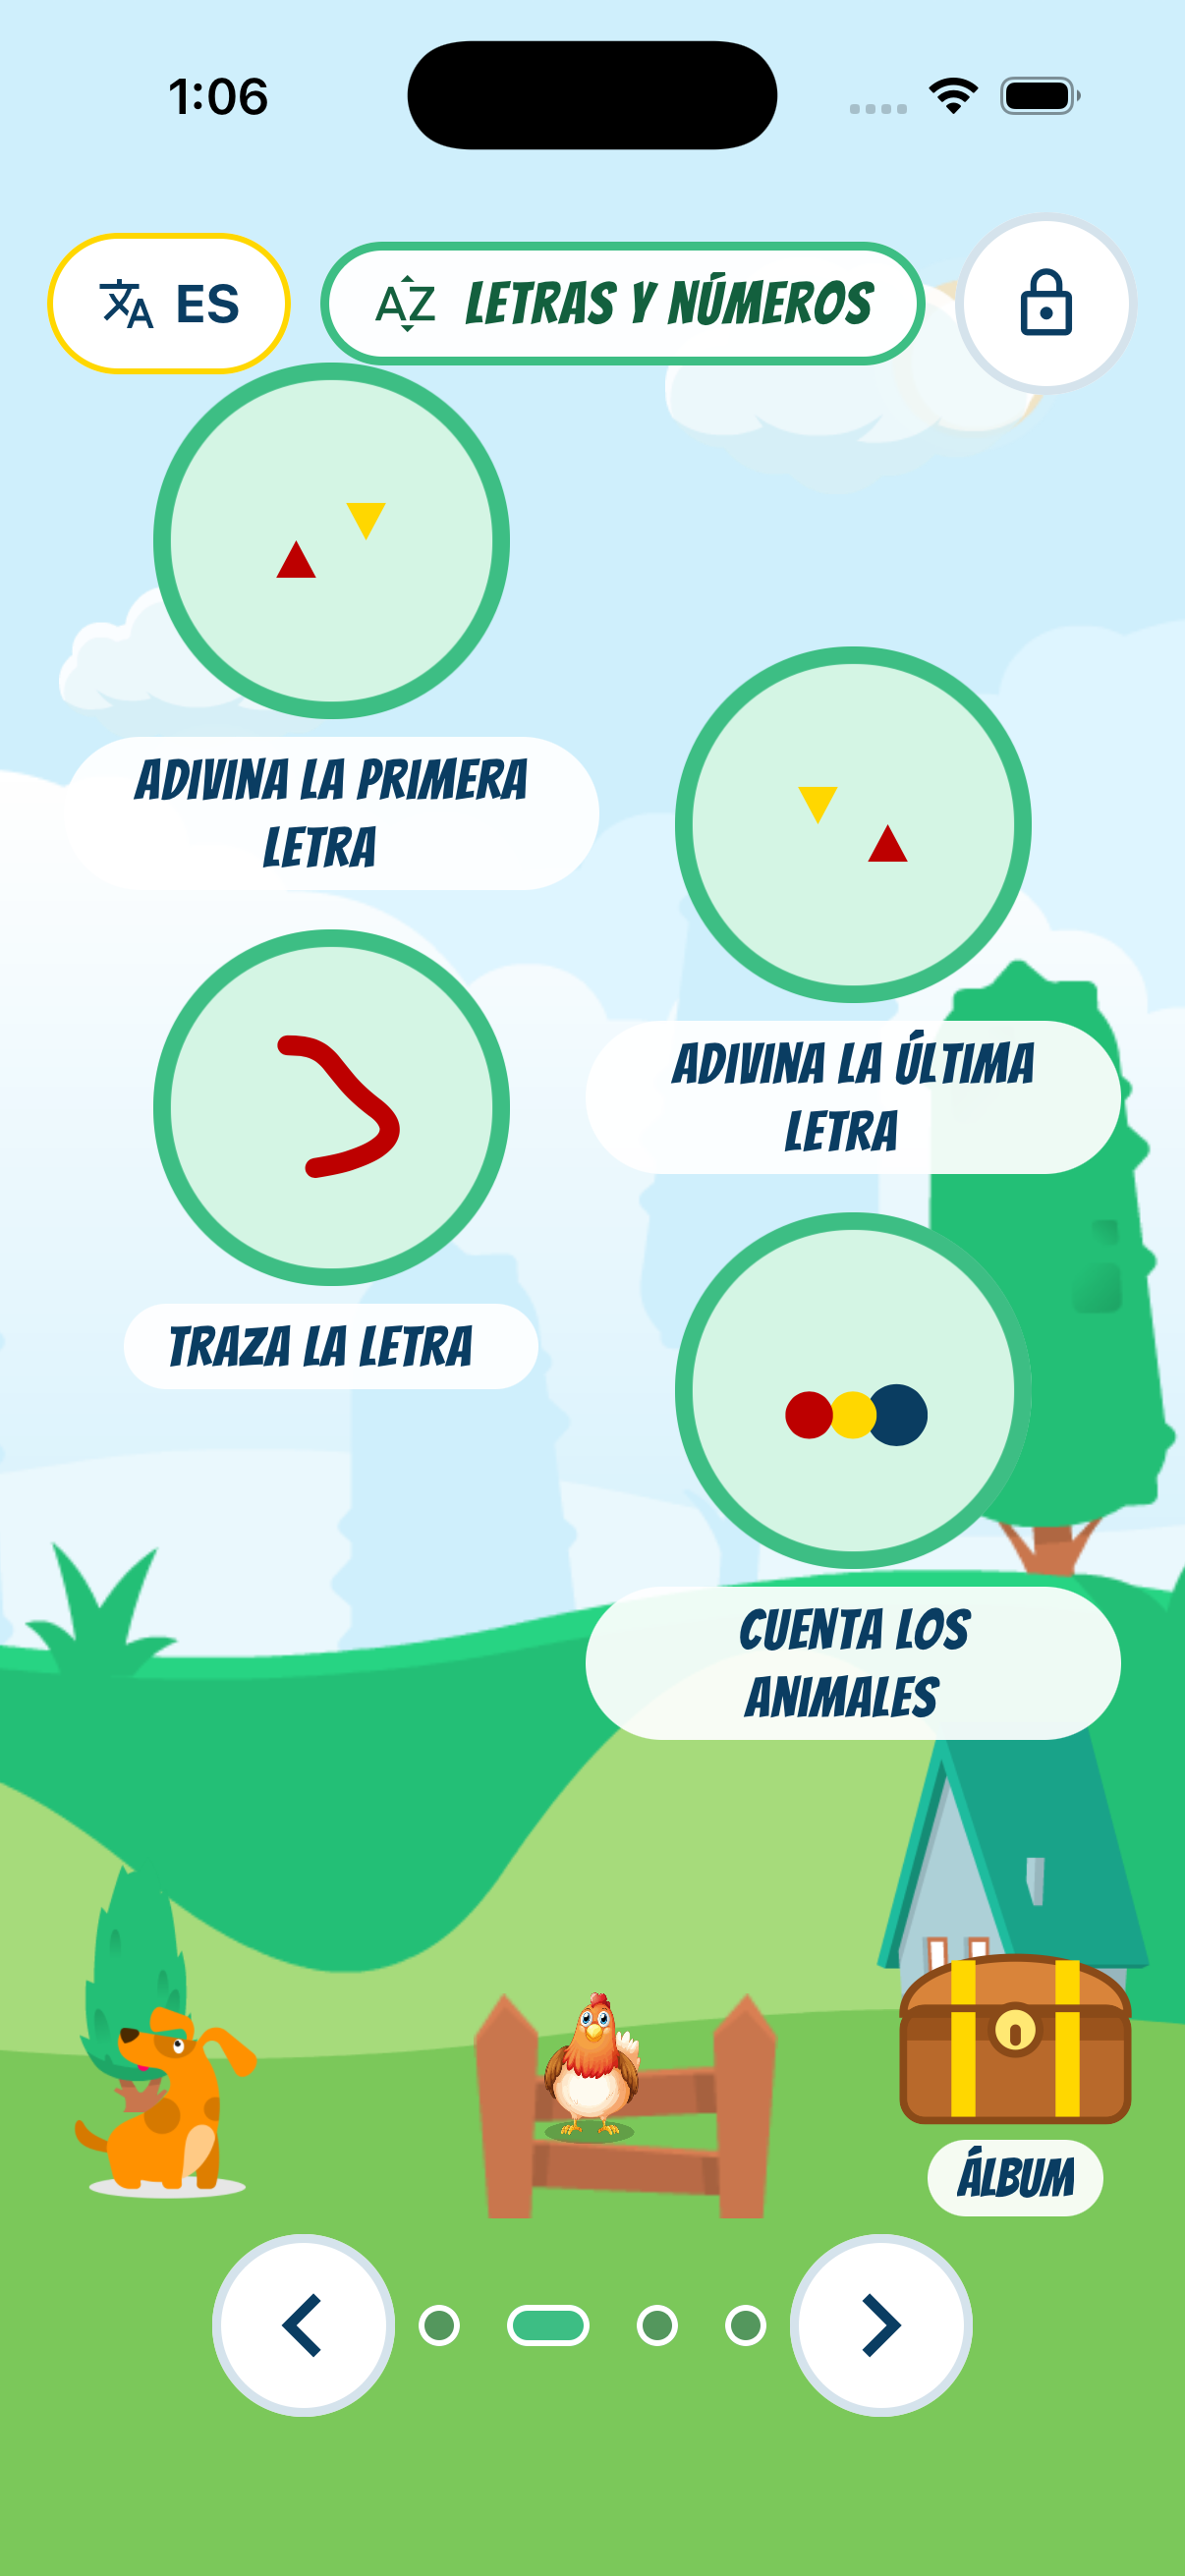 1:06
ES
AZ LETRAS Y NÚMEROS
ADIVINA LA PRIMERA
LETRA
ADIVINA LA ÚLTIMA
LETRA
TRAZA LA LETRA
CUENTA LOS
ANIMALES
ÁLBUM